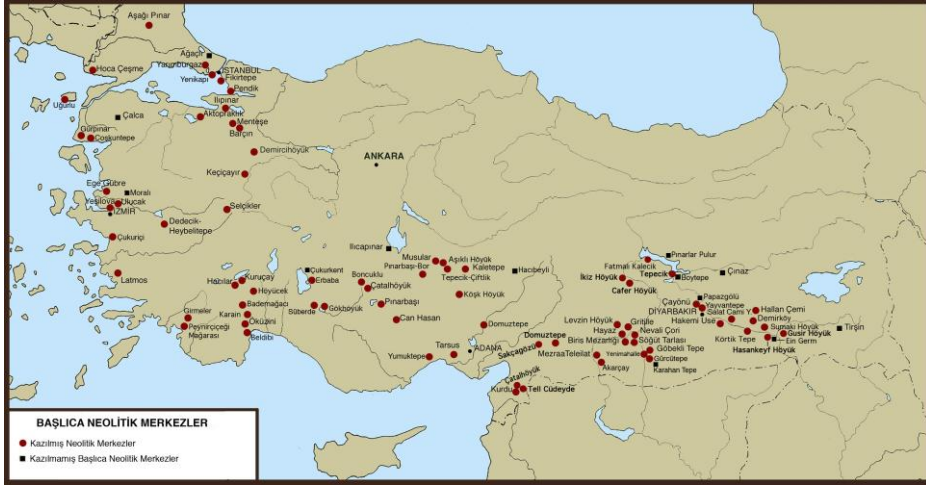 Aşağı Pınar
Ağaçlı
Yarımburgaz
İSTANBUL
Hoca Çeşme
Yenikapı
Fikirtepe
Pendik
Ilıpınar
Uğurlu
Çalca
Aktopraklık
Menteşe
Barçın
Gürpınar
Coşkuntepe
Demircihöyük
ANKARA
Keçiçayır
Ege Gübre
Moralı
Yeşilova
Ulucak
İZMİR
Selçikler
Dedecik-
Heybelitepe
Çukuriçi
Latmos
Ilıcapınar
Musular
Aşıklı Höyük
Pınarbaşı-Bor
Kaletepe
Tepecik-Çiftlik
Hacıbeyli
Köşk Höyük
Çukurkent
Erbaba
Boncuklu
Çatalhöyük
Kuruçay
Hacılar
Höyücek
Süberde
Gökhöyük
Pınarbaşı
Can Hasan
Bademağacı
Karain
Öküzini
Beldibi
Girmeler
Peynirçiçeği
Mağarası
Domuztepe
Yumuktepe
Tarsus
ADANA
Pınarlar Pulur
Fatmalı Kalecik
Tepecik
Boytepe
Çınaz
İkiz Höyük
Cafer Höyük
Papazgölü
Çayönü
Yayvantepe
DİYARBAKIR
Salat Cami Y.
Hallan Çemi
Demirköy
Hakemi Use
Sumaki Höyük
Gusir Höyük
Tirşin
Ein Germ
Körtik Tepe
Hasankeyf Höyük
Levzin Höyük
Gritille
Hayaz
Nevali Çori
Biris Mezarlığı
Söğüt Tarlası
Domuztepe
Sakçagözü
MezraaTeleilat
Yenimahalle
Göbekli Tepe
Gürcütepe
Akarçay
Karahan Tepe
Çatalhöyük
Kurdu
Tell Cüdeyde
BAŞLICA NEOLİTİK MERKEZLER
Kazılmış Neolitik Merkezler
Kazılmamış Başlıca Neolitik Merkezler